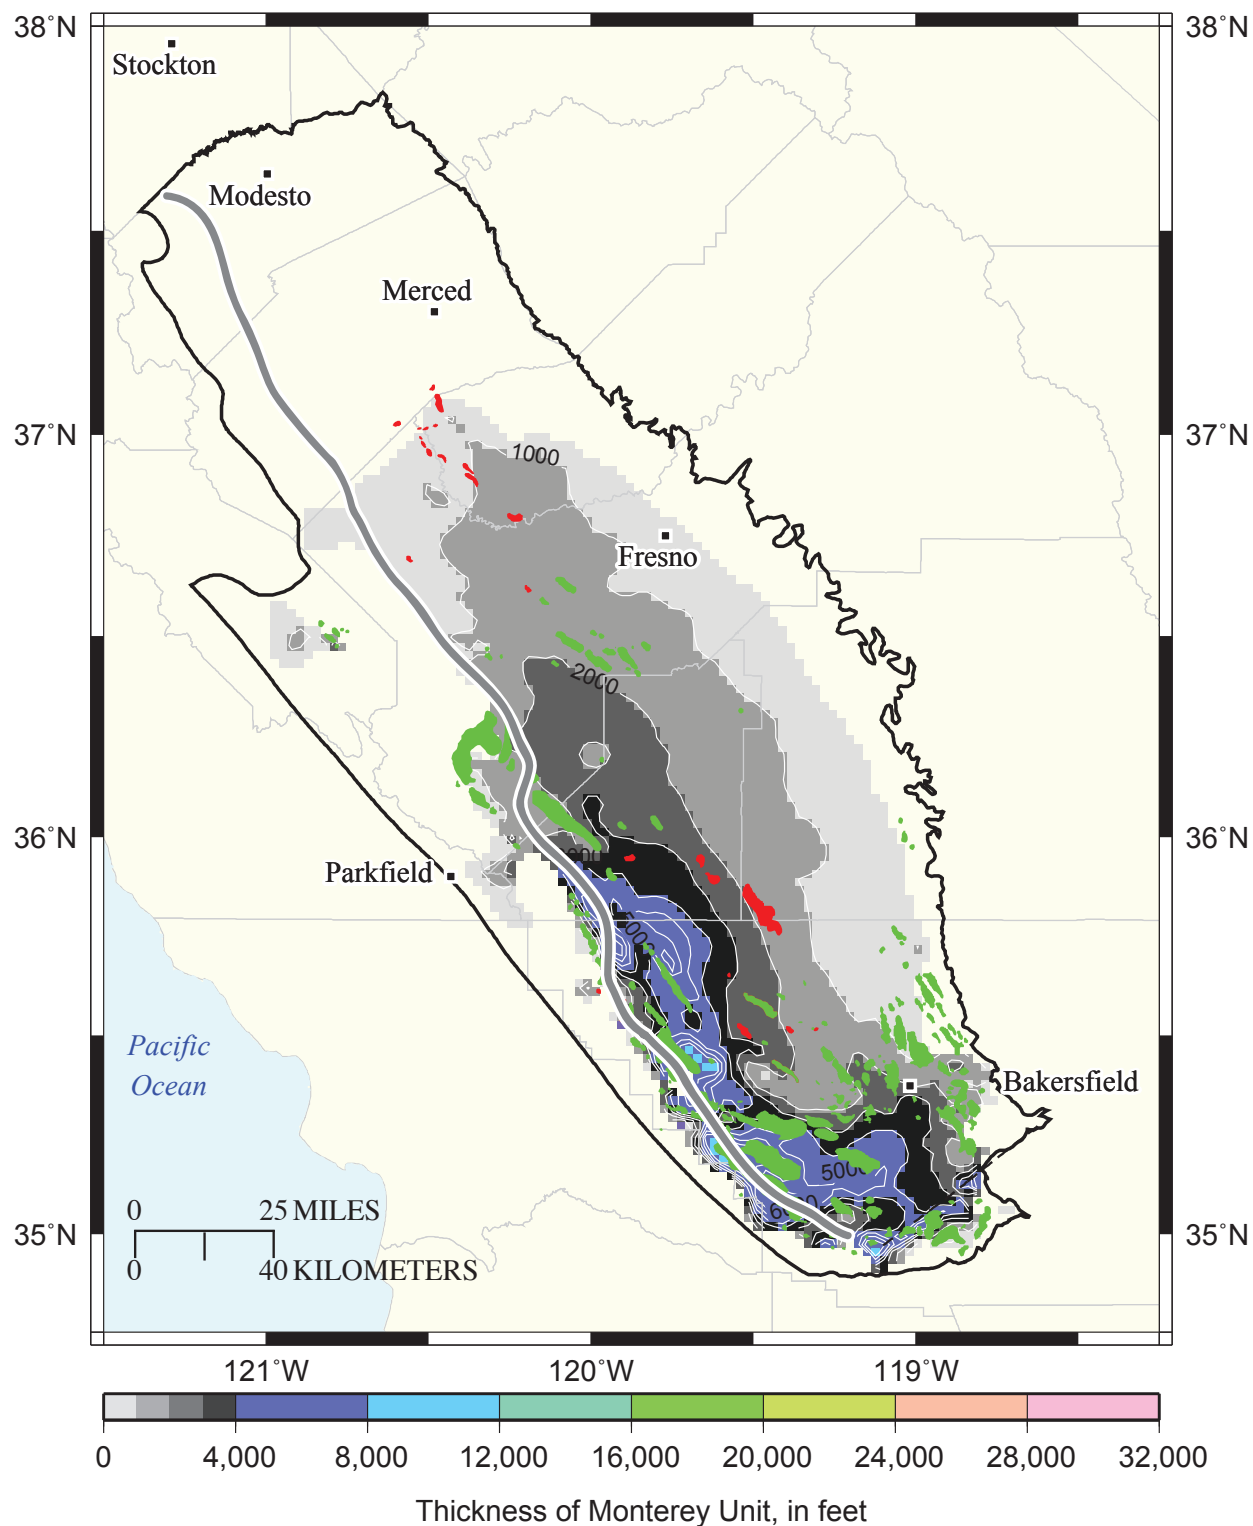 38°N
38°N
Stockton
Modesto
Merced
37°N
37°N
1000
Fresno
2000
36°N
36°N
Parkfield
Pacific
Ocean
Bakersfield
5000
0
25 MILES
35°N
35°N
0
40 KILOMETERS
121°W
120°W
119°W
0
4,000
8,000
12,000
16,000
20,000
24,000
28,000
32,000
Thickness of Monterey Unit, in feet